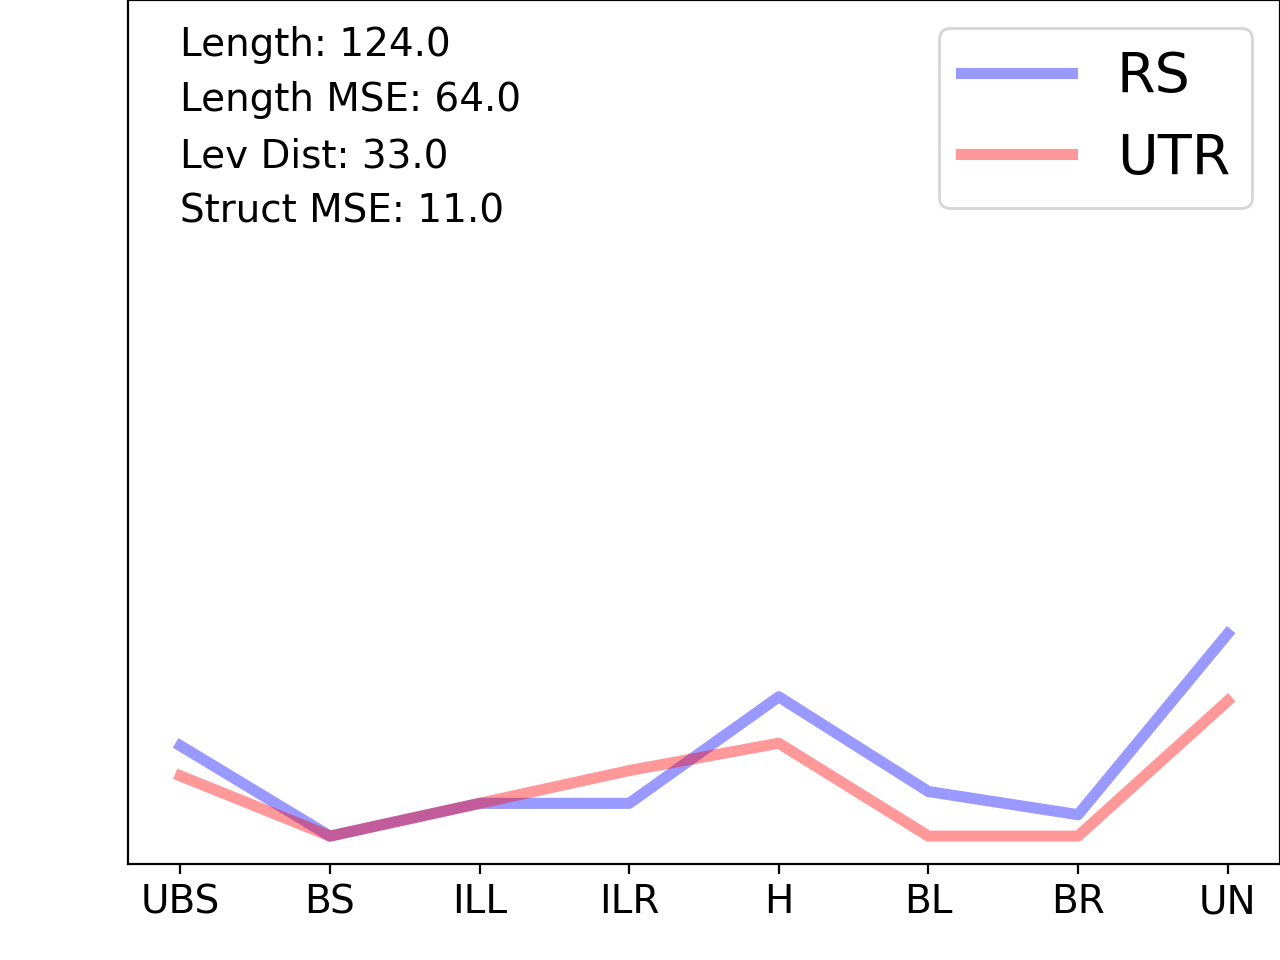 Length: 124.0
Length MSE: 64.0
Lev Dist: 33.0
Struct MSE: 11.0
RS
UTR
UBS BS ILL ILR H BL BR UN